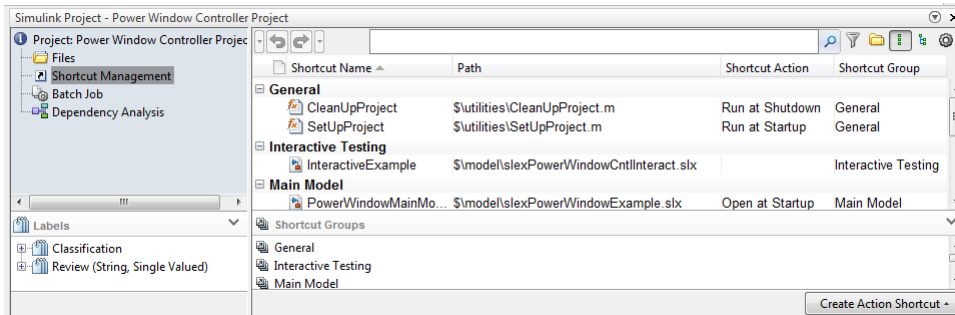 Simulink Project - Power Window Controller Project
Project: Power Window Controller Projec
Files
Shortcut Management
Batch Job
Dependency Analysis
Shortcut Name Path Shortcut Action Shortcut Group
General
CleanUpProject $\utilities\CleanUpProject.m Run at Shutdown General
SetUpProject $\utilities\SetUpProject.m Run at Startup General
Interactive Testing
InteractiveExample $\model\slexPowerWindowCntlInteract.slx Interactive Testing
Main Model
PowerWindowMainMo... $\model\slexPowerWindowExample.slx Open at Startup Main Model
Labels
Classification
Review (String, Single Valued)
Shortcut Groups
General
Interactive Testing
Main Model
Create Action Shortcut